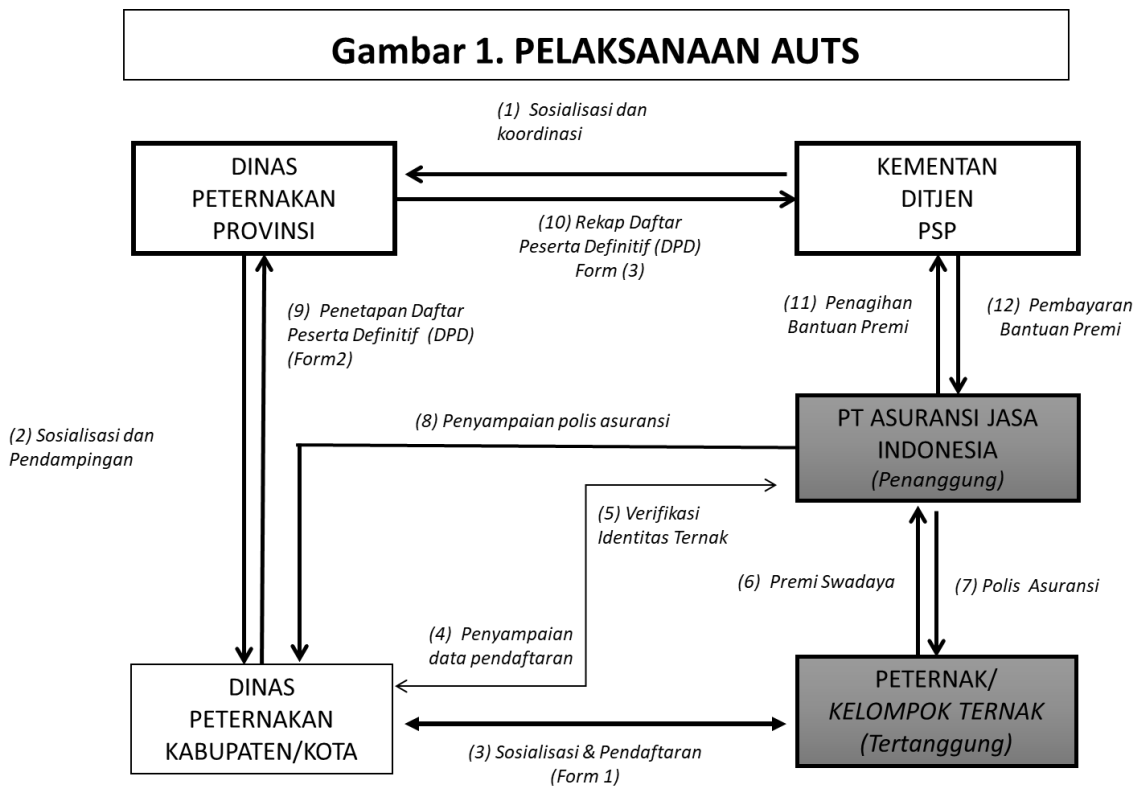 Gambar 1. PELAKSANAAN AUTS
(1) Sosialisasi dan
koordinasi
DINAS
PETERNAKAN
PROVINSI
KEMENTAN
DITJEN
PSP
(10) Rekap Daftar
Peserta Definitif (DPD)
Form (3)
(9) Penetapan Daftar
Peserta Definitif (DPD)
(Form2)
(11) Penagihan
Bantuan Premi
(12) Pembayaran
Bantuan Premi
(2) Sosialisasi dan
Pendampingan
(8) Penyampaian polis asuransi
PT ASURANSI JASA
INDONESIA
(Penanggung)
(5) Verifikasi
Identitas Ternak
(6) Premi Swadaya
(7) Polis Asuransi
(4) Penyampaian
data pendaftaran
DINAS
PETERNAKAN
KABUPATEN/KOTA
PETERNAK/
KELOMPOK TERNAK
(Tertanggung)
(3) Sosialisasi & Pendaftaran
(Form 1)